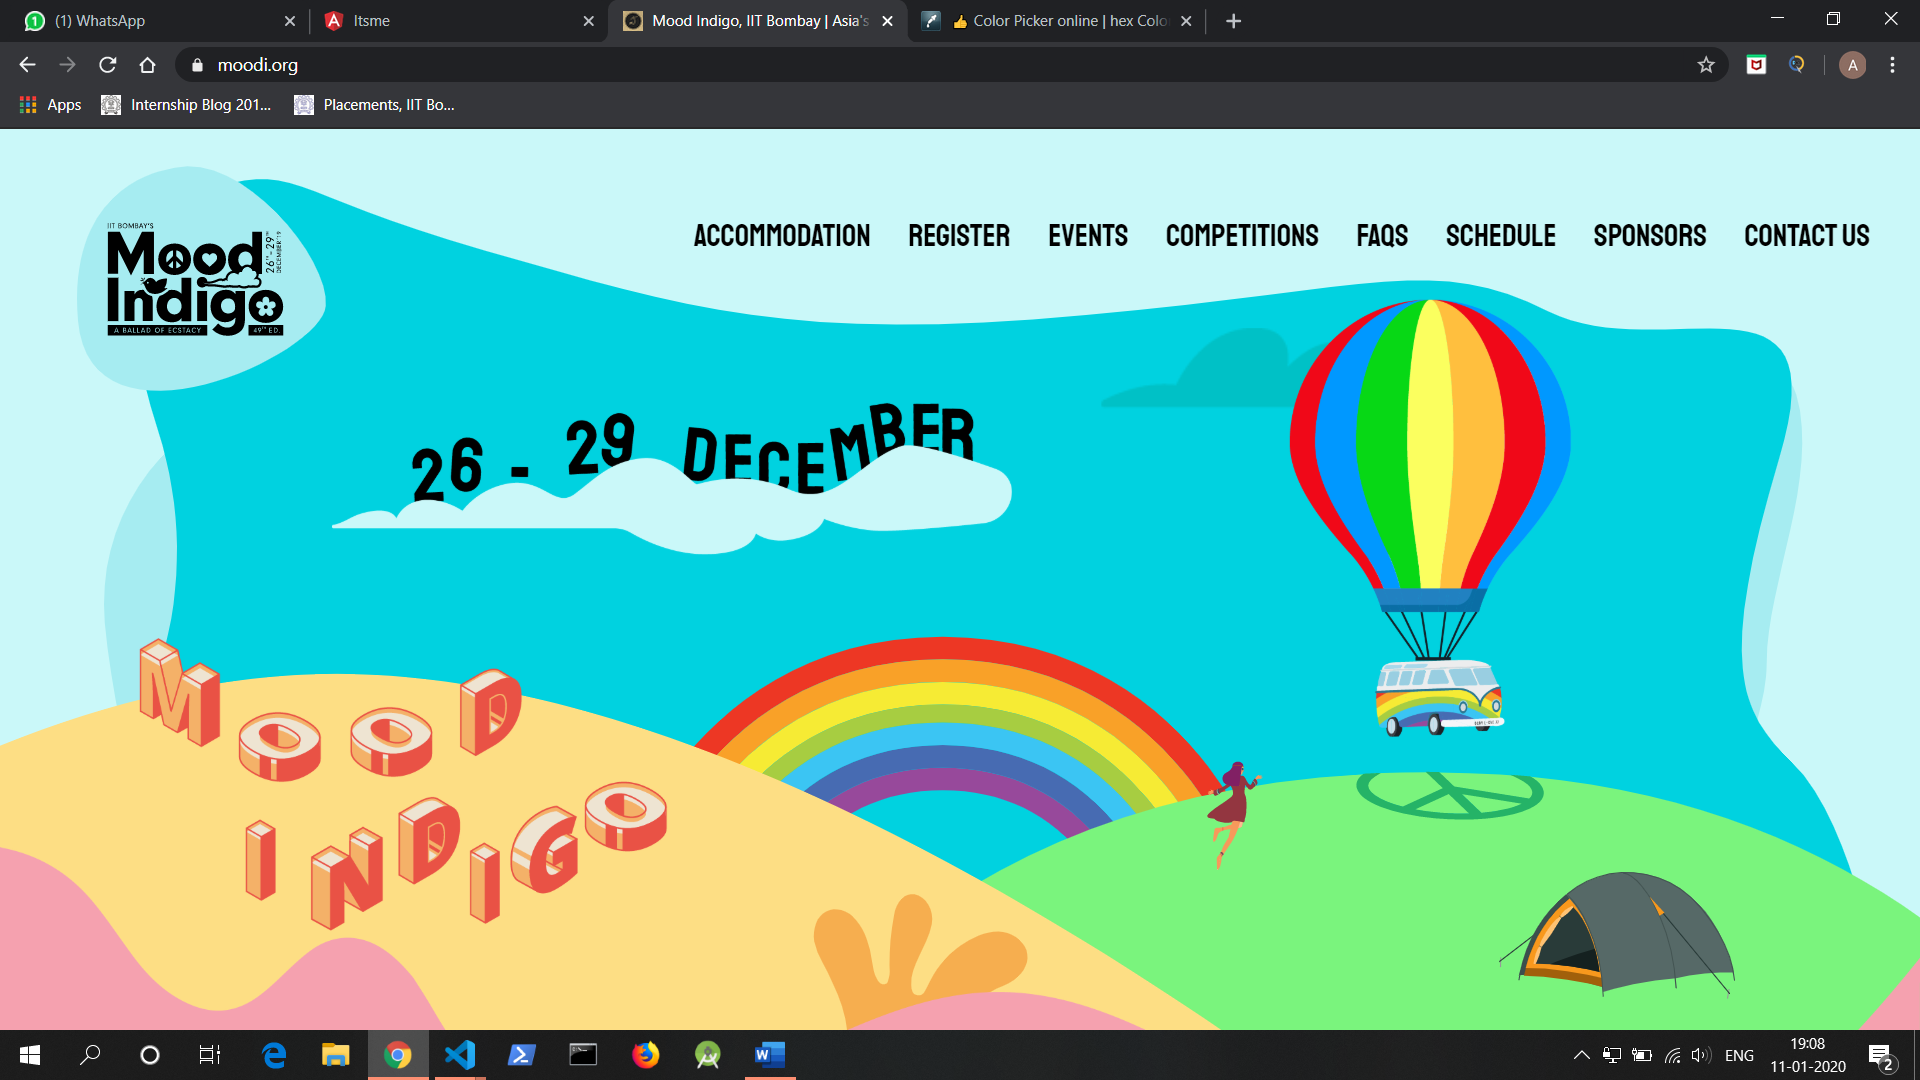 (1) WhatsApp
Itsme
Mood Indigo, IIT Bombay | Asia's
👍 Color Picker online | hex Colo
moodi.org
A
Apps
Internship Blog 201...
Placements, IIT Bo...
IIT BOMBAY'S
Mood
Indigo
26TH-29TH
DECEMBER'19
A BALLAD OF ECSTACY
49TH ED.
ACCOMMODATION REGISTER EVENTS COMPETITIONS FAQS SCHEDULE SPONSORS CONTACT US
26 - 29 DECEMBER
MOOD
INDIGO
ENG
19:08
11-01-2020
2